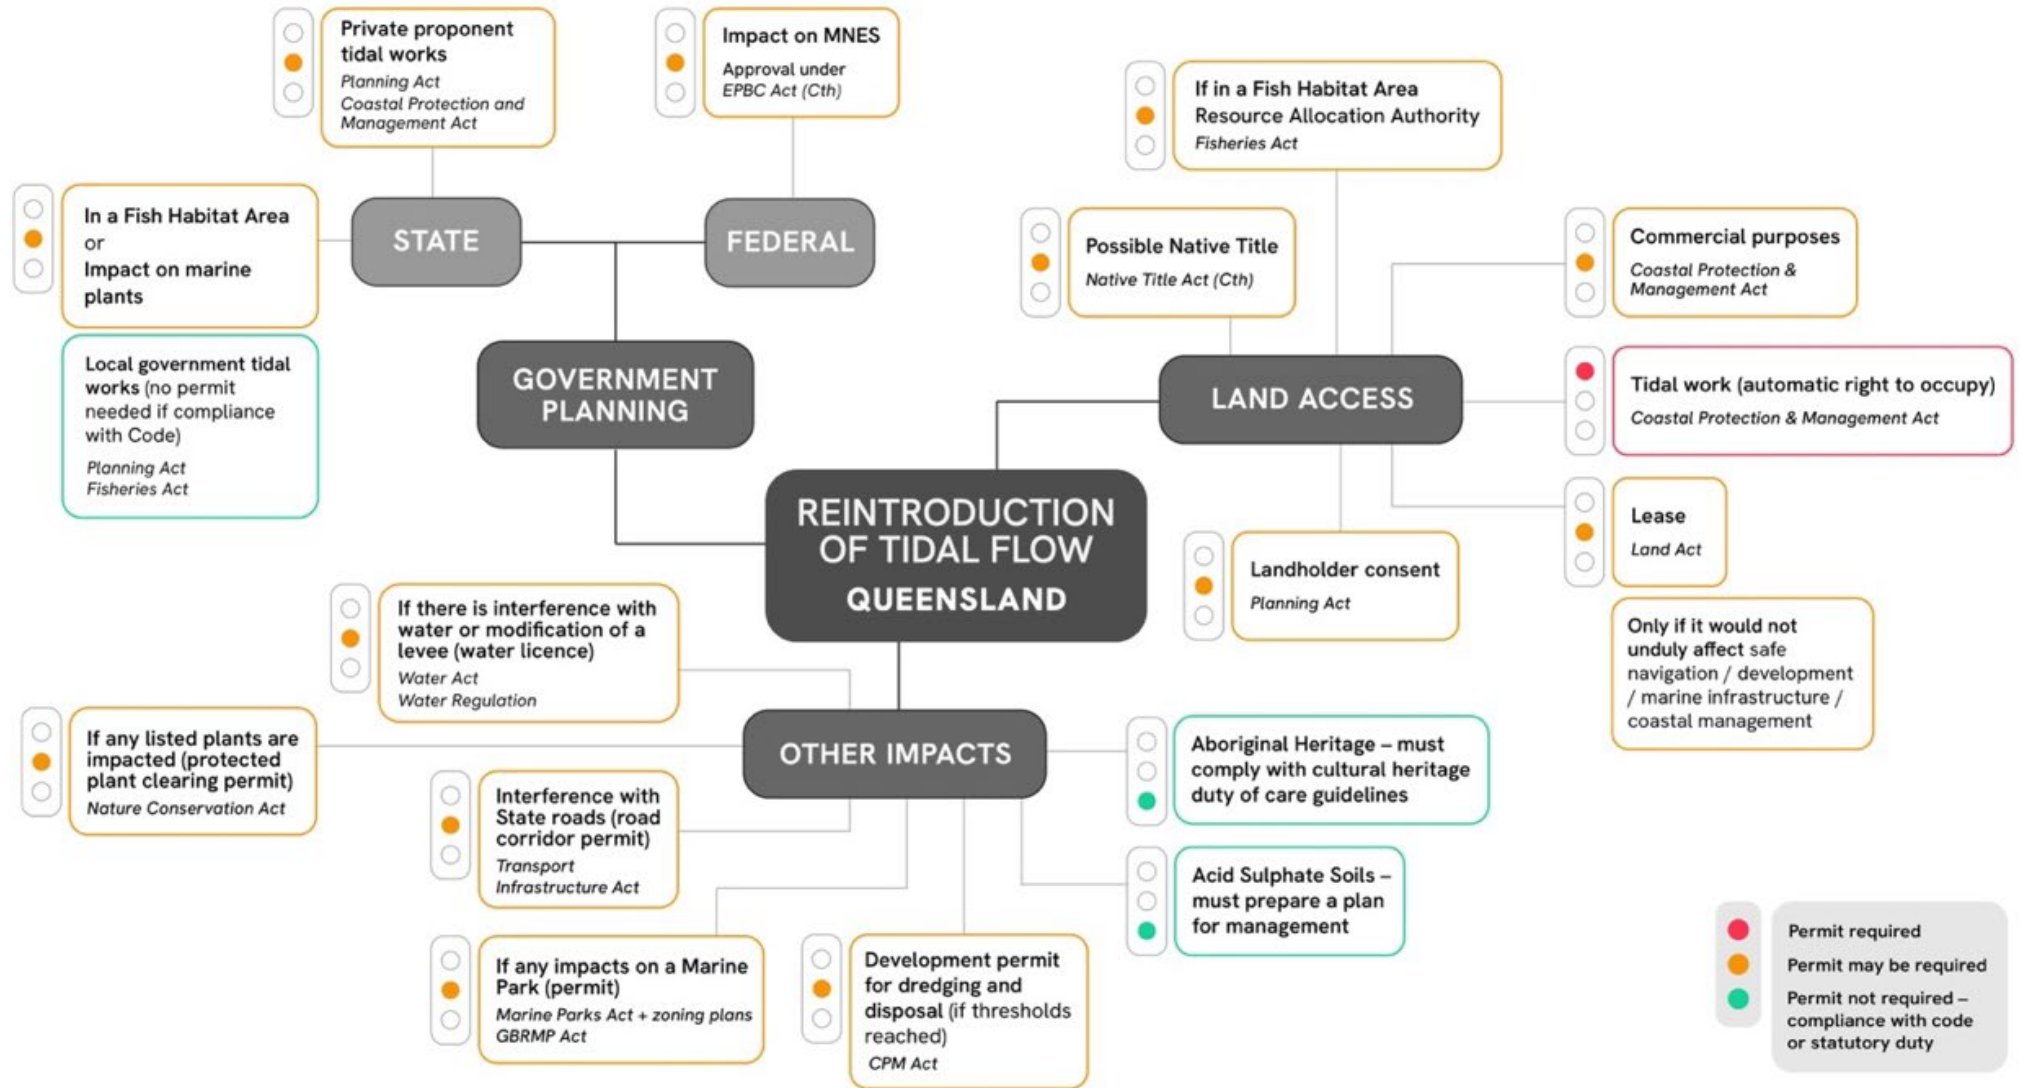 Private proponent
tidal works
Planning Act
Coastal Protection and
Management Act
Impact on MNES
Approval under
EPBC Act (Cth)
If in a Fish Habitat Area
Resource Allocation Authority
Fisheries Act
In a Fish Habitat Area
or
Impact on marine
plants
STATE
FEDERAL
Possible Native Title
Native Title Act (Cth)
Commercial purposes
Coastal Protection &
Management Act
Local government tidal
works (no permit
needed if compliance
with Code)
Planning Act
Fisheries Act
GOVERNMENT
PLANNING
LAND ACCESS
Tidal work (automatic right to occupy)
Coastal Protection & Management Act
REINTRODUCTION
OF TIDAL FLOW
QUEENSLAND
Landholder consent
Planning Act
Lease
Land Act
Only if it would not
unduly affect safe
navigation / development
/ marine infrastructure /
coastal management
If there is interference with
water or modification of a
levee (water licence)
Water Act
Water Regulation
If any listed plants are
impacted (protected
plant clearing permit)
Nature Conservation Act
OTHER IMPACTS
Aboriginal Heritage – must
comply with cultural heritage
duty of care guidelines
Interference with
State roads (road
corridor permit)
Transport
Infrastructure Act
Acid Sulphate Soils –
must prepare a plan
for management
If any impacts on a Marine
Park (permit)
Marine Parks Act + zoning plans
GBRMP Act
Development permit
for dredging and
disposal (if thresholds
reached)
CPM Act
Permit required
Permit may be required
Permit not required –
compliance with code
or statutory duty